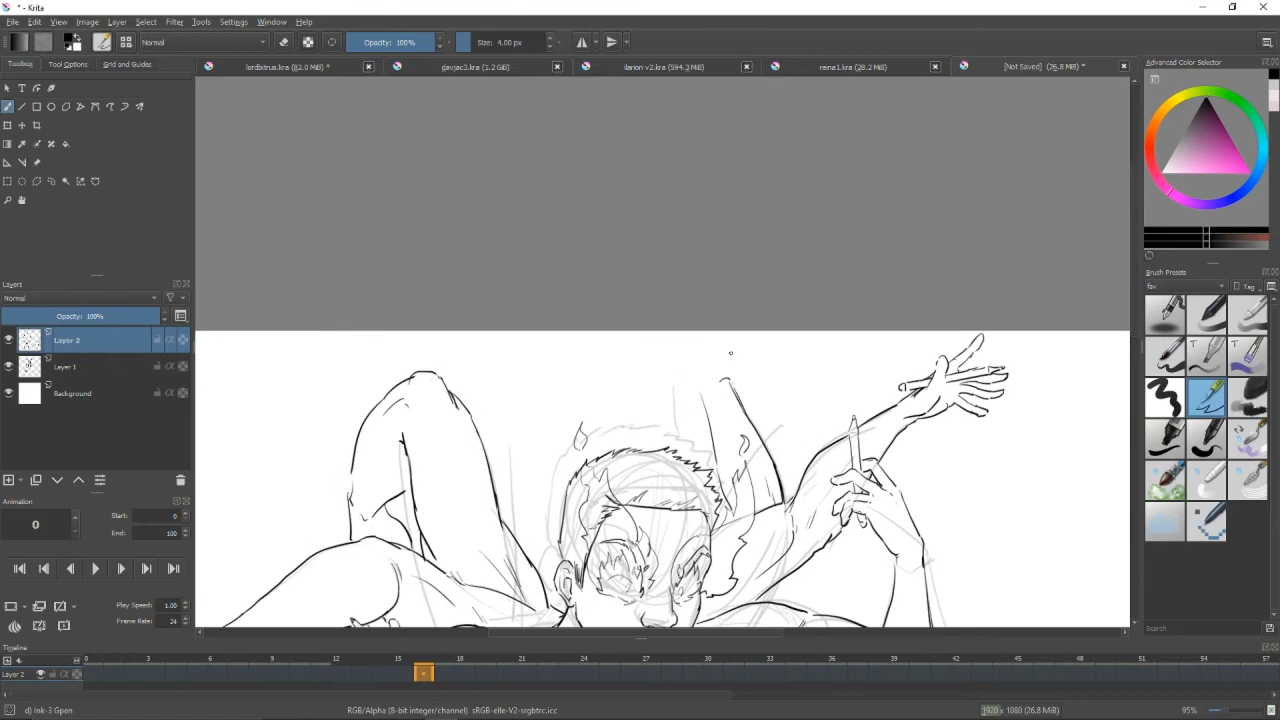 * - Krita
File Edit View Image Layer Select Filter Tools Settings Window Help
Normal Opacity: 100% Size: 4.00 px
Toolbox Tool Options Grid and Guides
lordbitrus.kra (82.0 MiB) *
gavjac3.kra (1.2 GiB)
ilarion v2.kra (594.3 MiB)
reina1.kra (28.2 MiB)
[Not Saved] (26.8 MiB) *
Advanced Color Selector
Layers
Normal
Opacity: 100%
Layer 2
Layer 1
Background
Brush Presets
fav Tag
Search
Animation
0
Start: 0
End: 100
Play Speed: 1.00
Frame Rate: 24
Timeline
0 3 6 9 12 15 18 21 24 27 30 33 36 39 42 45 48 51 54 57
Layer 2
d) Ink-3 Gpen
RGB/Alpha (8-bit integer/channel) sRGB-elle-V2-srgbtrc.icc
1920 x 1080 (26.8 MiB)
95%